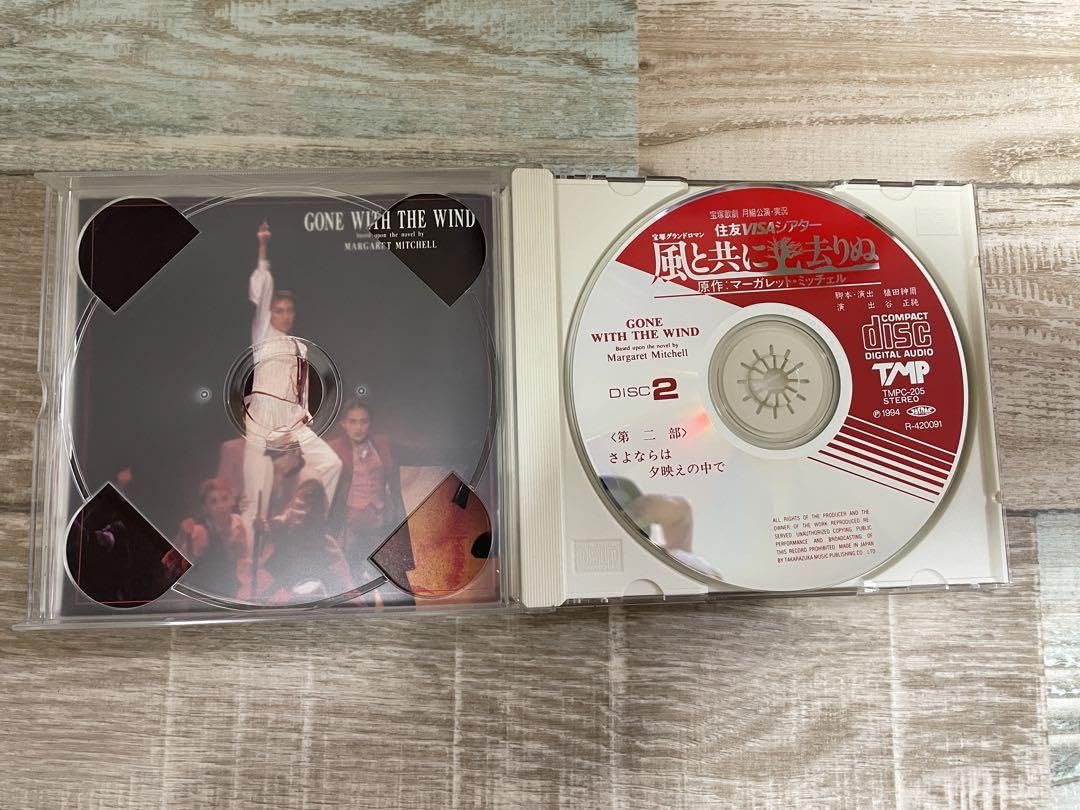 GONE WITH THE WIND
based upon the novel by
MARGARET MITCHELL
宝塚歌劇 月組公演・実況
住友VISAシアター
宝塚グランドロマン
風と共に去りぬ
原作:マーガレット・ミッチェル
脚本・演出 植田紳爾
演 出 谷 正純
GONE
WITH THE WIND
Based upon the novel by
Margaret Mitchell
DISC 2
COMPACT
disc
DIGITAL AUDIO
TMP
TMPC-205
STEREO
Ⓟ1994
R-420091
〈第二部〉
さよならは
夕映えの中で
ALL RIGHTS OF THE PRODUCER AND THE
OWNER OF THE WORK REPRODUCED RE
SERVED. UNAUTHORIZED COPYING, PUBLIC
PERFORMANCE AND BROADCASTING OF
THIS RECORD PROHIBITED. MADE IN JAPAN
BY TAKARAZUKA MUSIC PUBLISHING CO., LTD